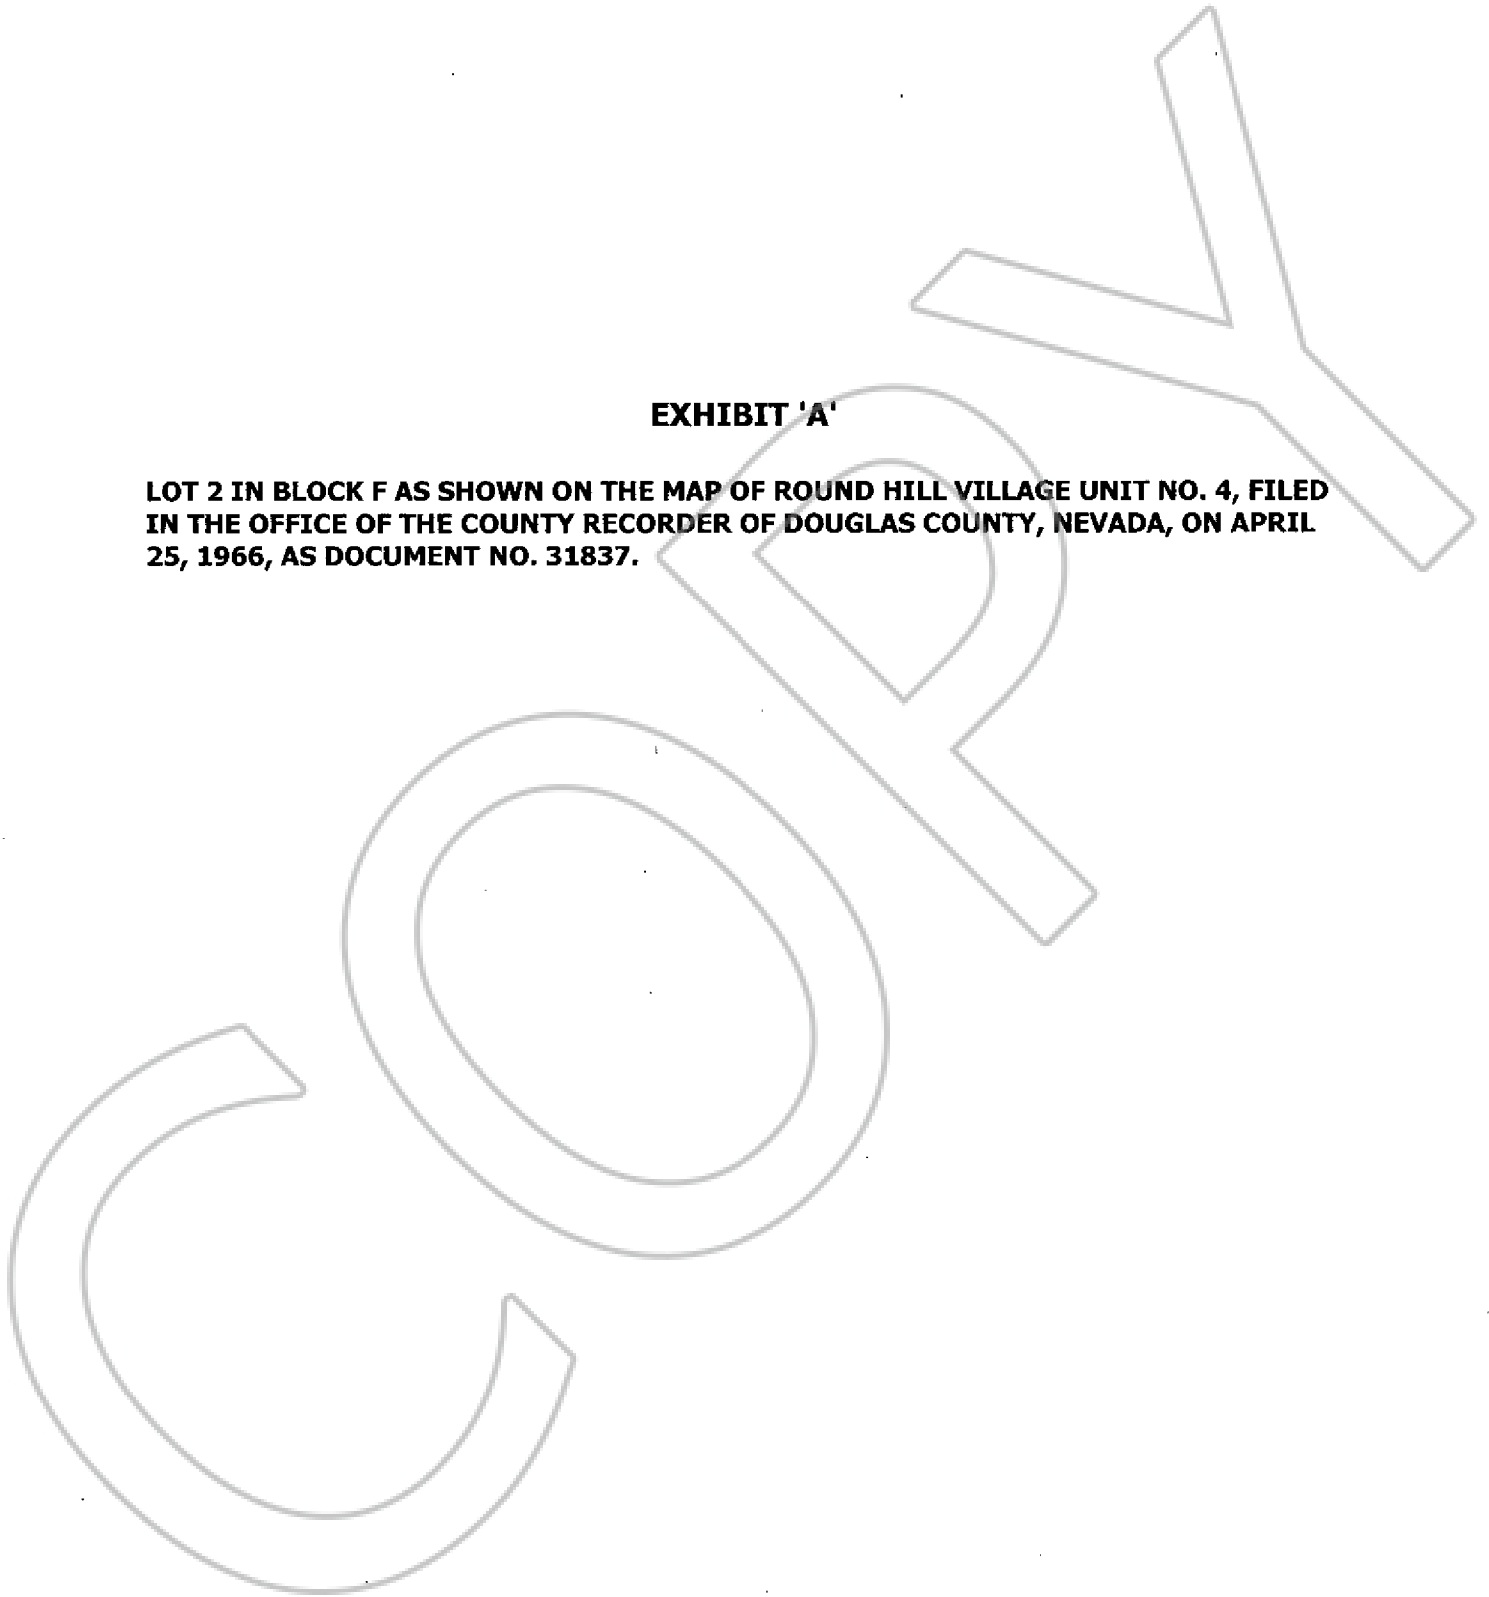 EXHIBIT 'A'
LOT 2 IN BLOCK F AS SHOWN ON THE MAP OF ROUND HILL VILLAGE UNIT NO. 4, FILED
IN THE OFFICE OF THE COUNTY RECORDER OF DOUGLAS COUNTY, NEVADA, ON APRIL
25, 1966, AS DOCUMENT NO. 31837.
COPY